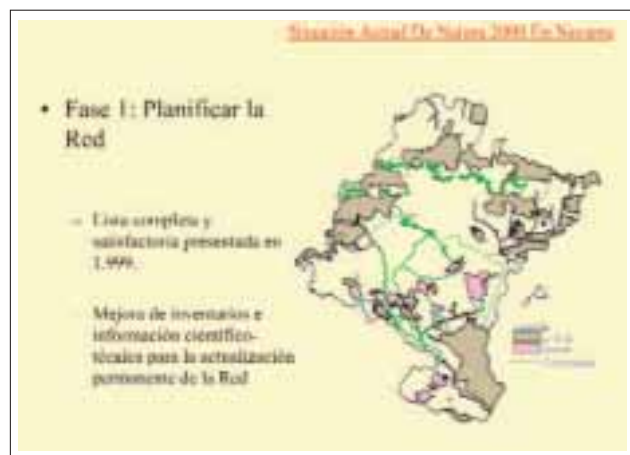 Situación Actual De Natura 2000 En Navarra
• Fase 1: Planificar la
Red
– Lista completa y
satisfactoria presentada en
1.999.
– Mejora de inventarios e
información científico-
técnica para la actualización
permanente de la Red